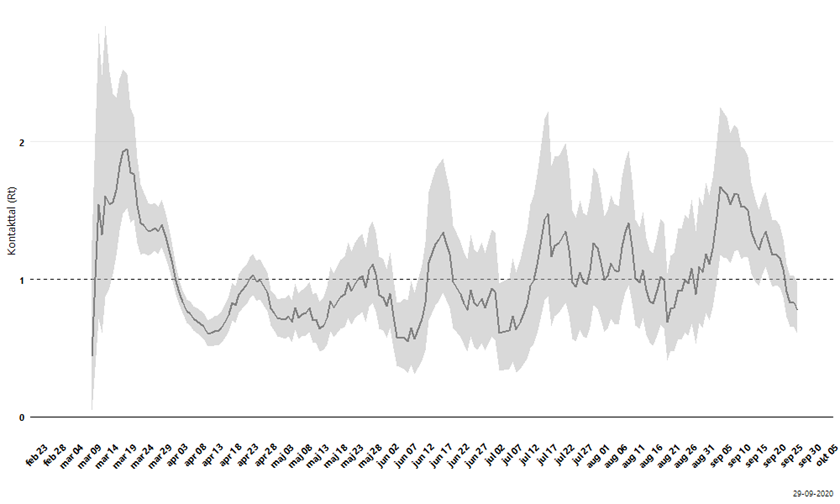 Kontakttal (Rt)
2
1
0
feb 23 feb 28 mar 04 mar 09 mar 14 mar 19 mar 24 mar 29 apr 03 apr 08 apr 13 apr 18 apr 23 apr 28 maj 03 maj 08 maj 13 maj 18 maj 23 maj 28 jun 02 jun 07 jun 12 jun 17 jun 22 jun 27 jul 02 jul 07 jul 12 jul 17 jul 22 jul 27 aug 01 aug 06 aug 11 aug 16 aug 21 aug 26 aug 31 sep 05 sep 10 sep 15 sep 20 sep 25 sep 30 okt 05
29-09-2020